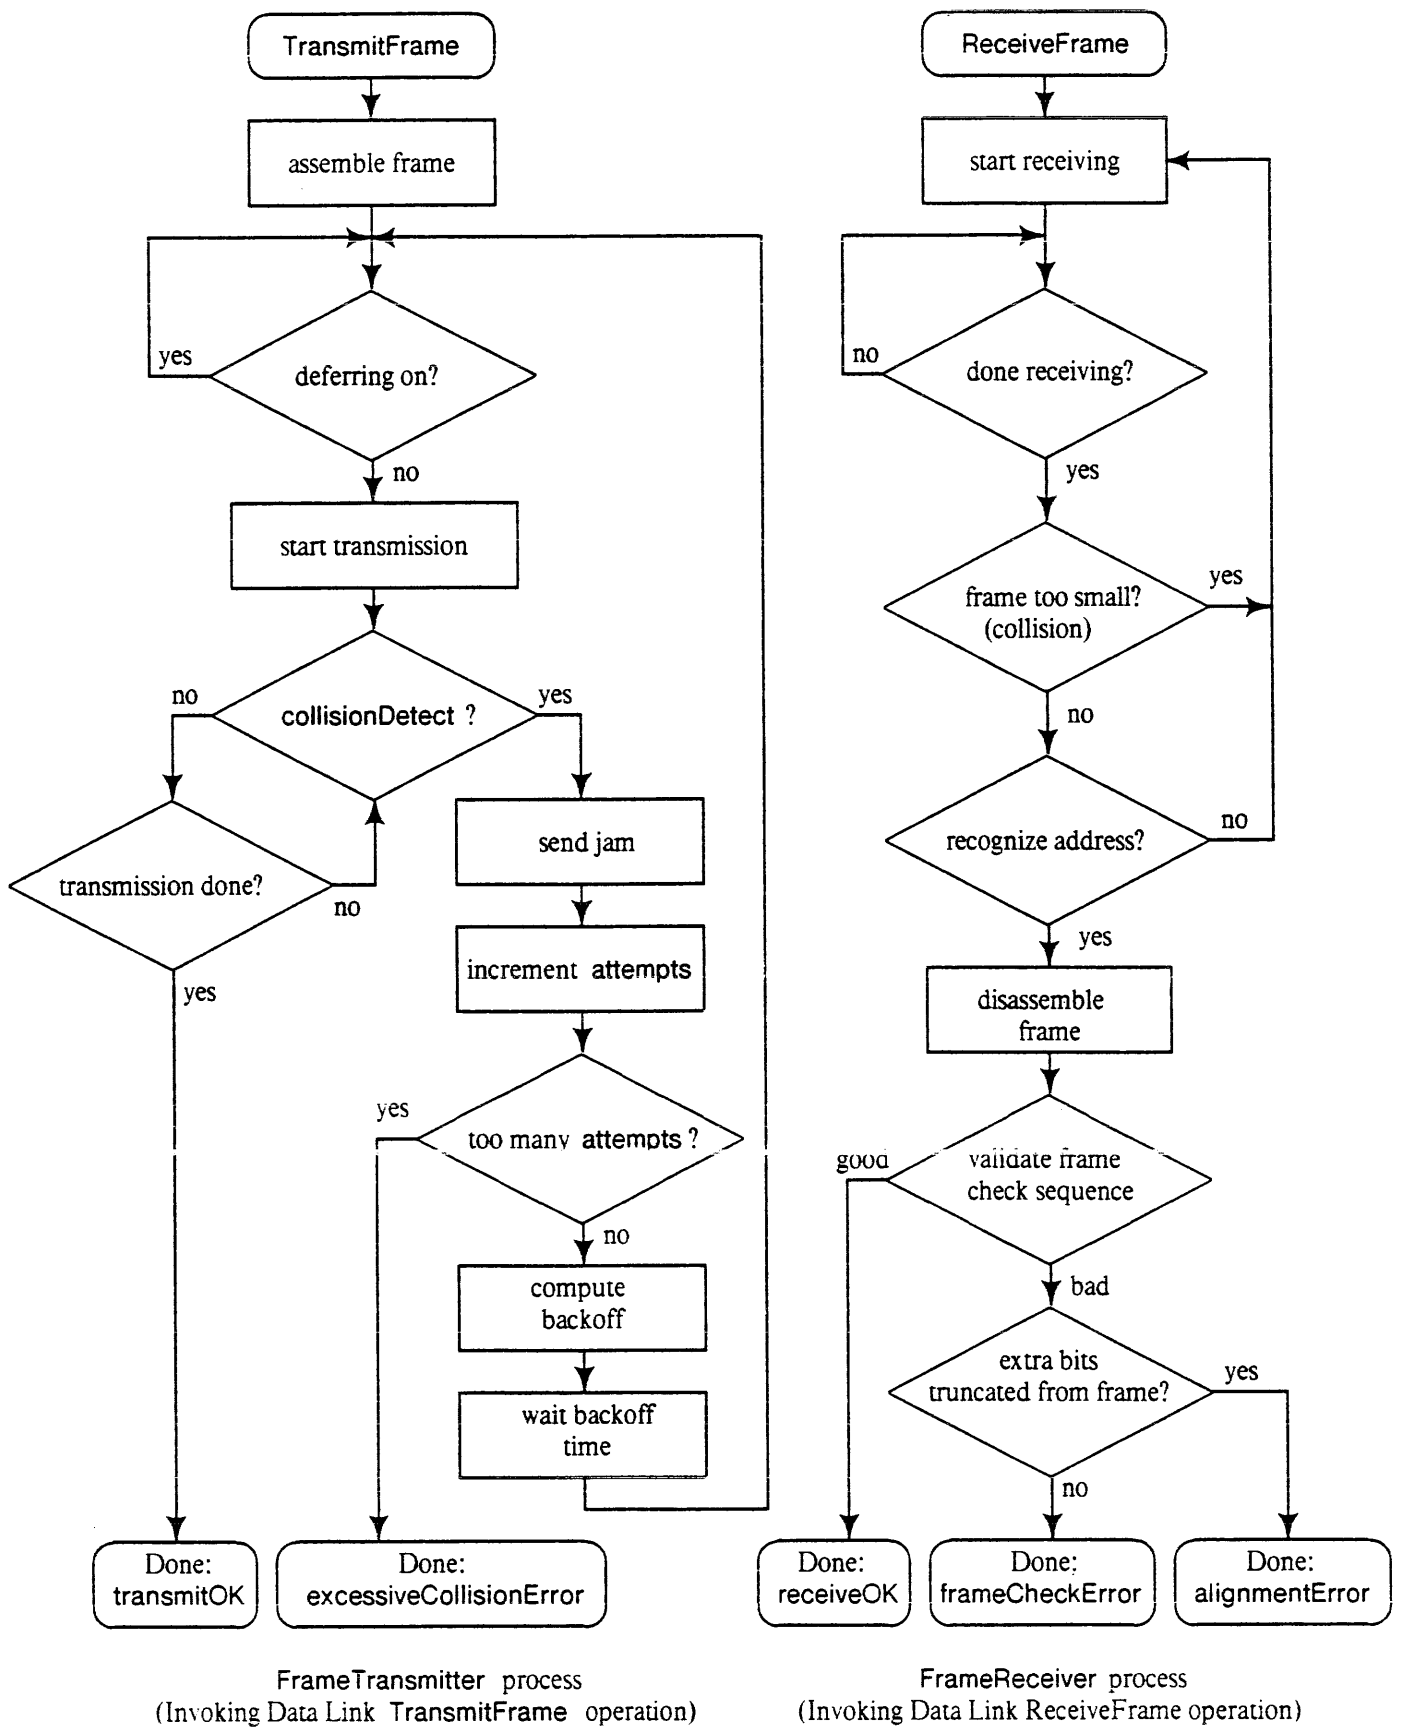 TransmitFrame
assemble frame
yes
deferring on?
no
start transmission
no
collisionDetect ?
yes
transmission done?
no
yes
send jam
increment attempts
yes
too many attempts ?
no
compute
backoff
wait backoff
time
Done:
transmitOK
Done:
excessiveCollisionError
FrameTransmitter process
(Invoking Data Link TransmitFrame operation)
ReceiveFrame
start receiving
no
done receiving?
yes
frame too small?
(collision)
yes
no
recognize address?
no
yes
disassemble
frame
good
validate frame
check sequence
bad
extra bits
truncated from frame?
yes
no
Done:
receiveOK
Done:
frameCheckError
Done:
alignmentError
FrameReceiver process
(Invoking Data Link ReceiveFrame operation)